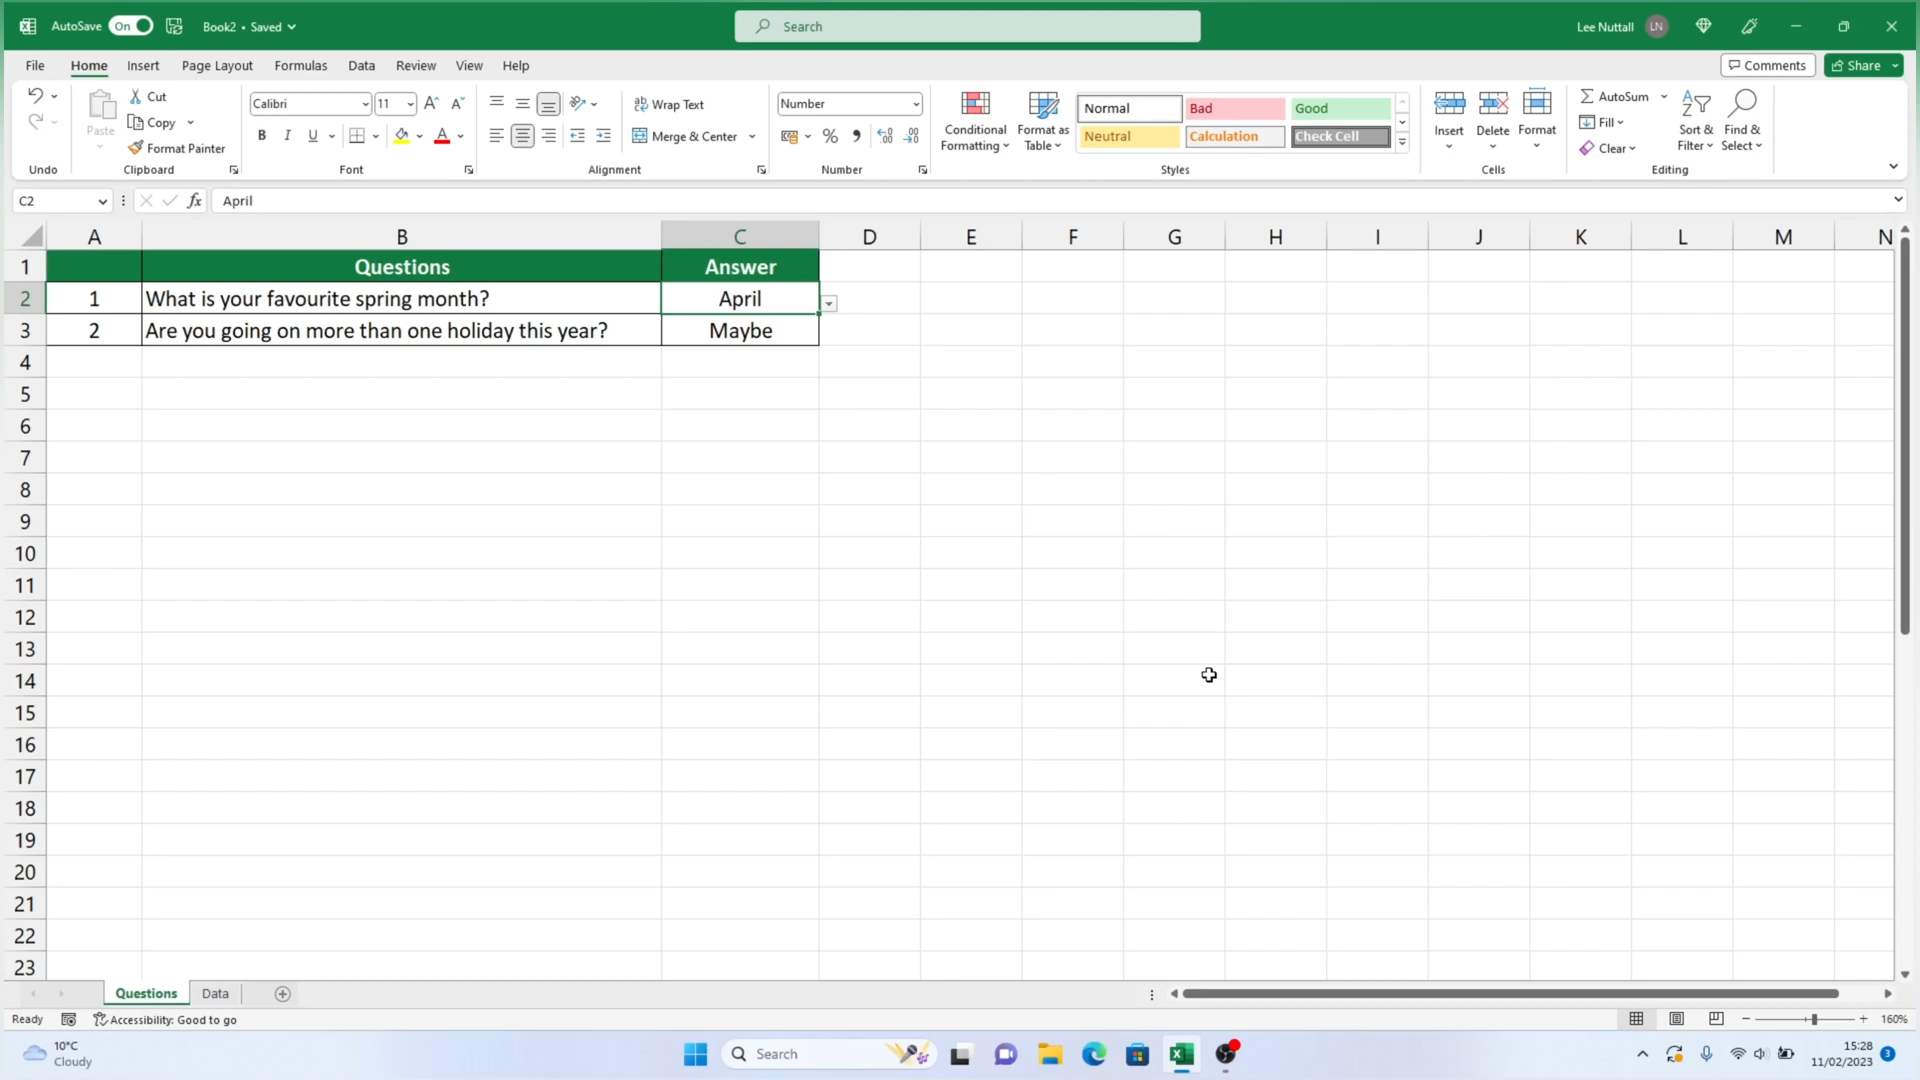 AutoSave On Book2 • Saved Search Lee Nuttall LN
File Home Insert Page Layout Formulas Data Review View Help Comments Share
Paste Cut Copy Format Painter
Calibri 11 B I U A
ab Wrap Text Merge & Center
Number % 
Conditional Formatting Format as Table
Normal Bad Good
Neutral Calculation Check Cell
Insert Delete Format
AutoSum Fill Clear Sort & Filter Find & Select
Undo Clipboard Font Alignment Number Styles Cells Editing
C2 fx April
A B C D E F G H I J K L M N
1 Questions Answer
2 1 What is your favourite spring month? April
3 2 Are you going on more than one holiday this year? Maybe
4
5
6
7
8
9
10
11
12
13
14
15
16
17
18
19
20
21
22
23
Questions Data
Ready Accessibility: Good to go 160%
10°C Search 15:28
Cloudy 11/02/2023 3